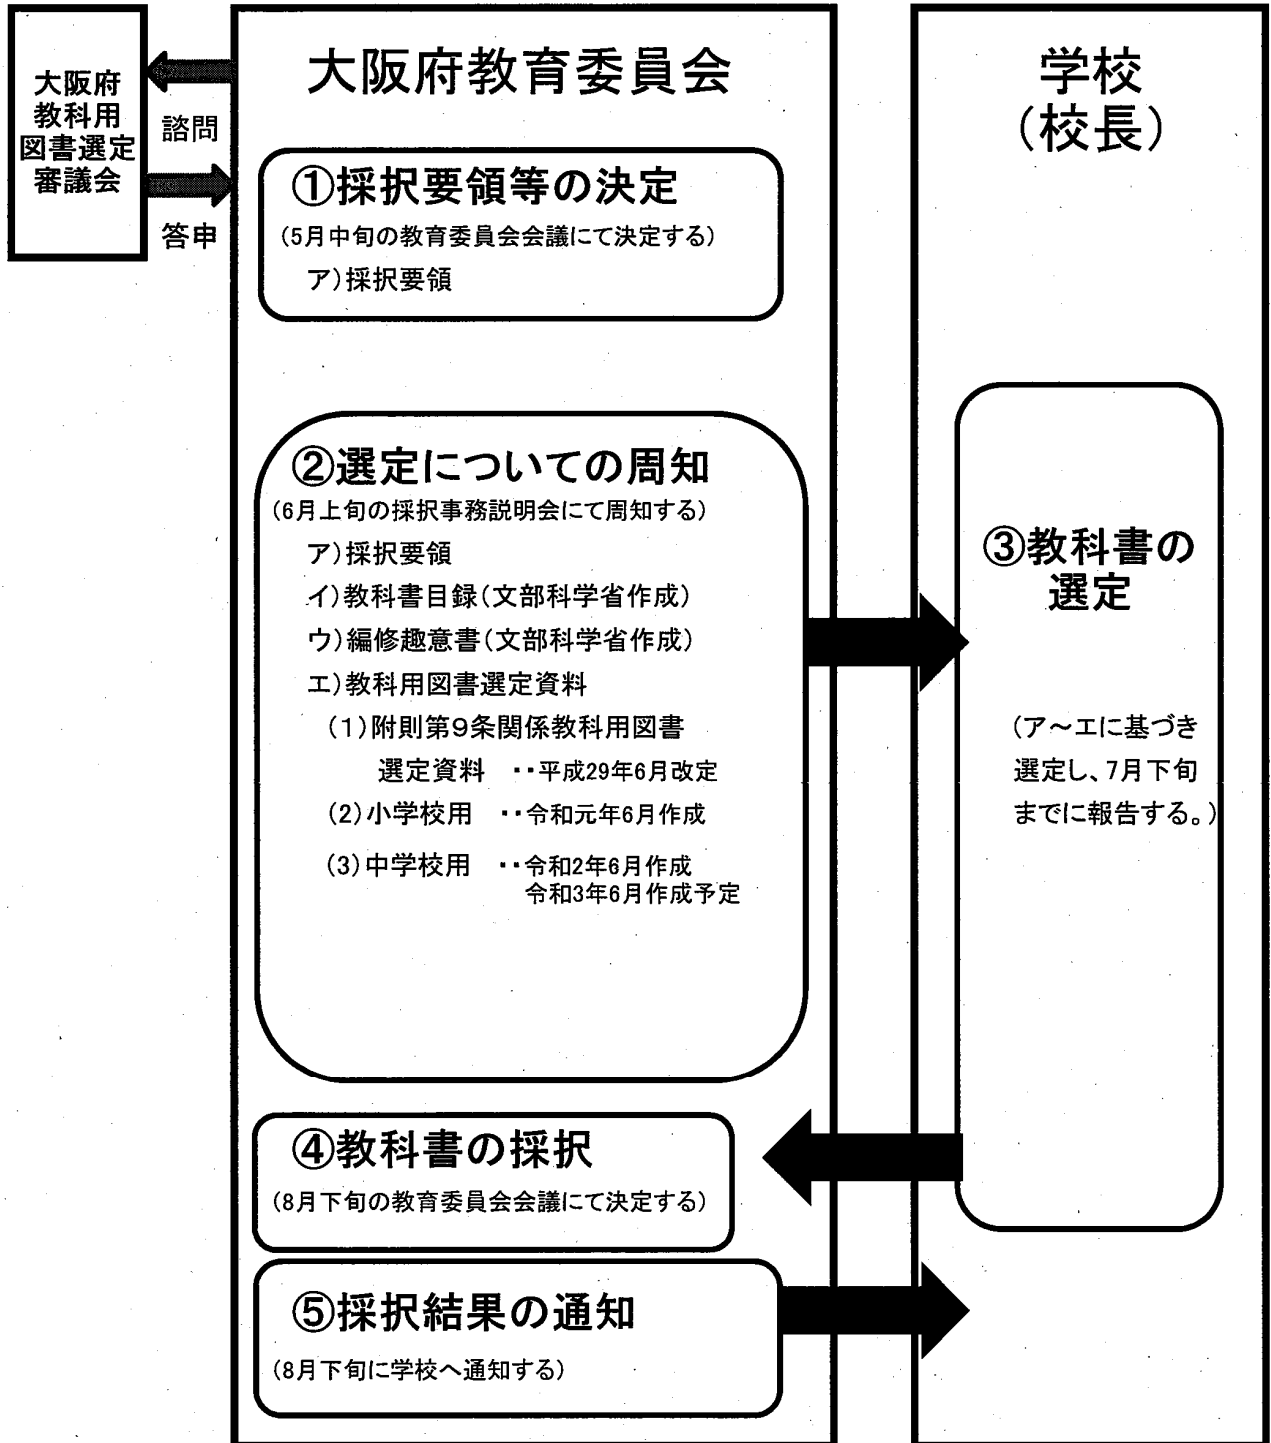 大阪府
教科用
図書選定
審議会
諮問
答申
大阪府教育委員会
①採択要領等の決定
(5月中旬の教育委員会会議にて決定する)
ア)採択要領
②選定についての周知
(6月上旬の採択事務説明会にて周知する)
ア)採択要領
イ)教科書目録(文部科学省作成)
ウ)編修趣意書(文部科学省作成)
エ)教科用図書選定資料
(1)附則第9条関係教科用図書
選定資料 ‥平成29年6月改定
(2)小学校用 ‥令和元年6月作成
(3)中学校用 ‥令和2年6月作成
令和3年6月作成予定
④教科書の採択
(8月下旬の教育委員会会議にて決定する)
⑤採択結果の通知
(8月下旬に学校へ通知する)
学校
(校長)
③教科書の
選定
(ア～エに基づき
選定し、7月下旬
までに報告する。)